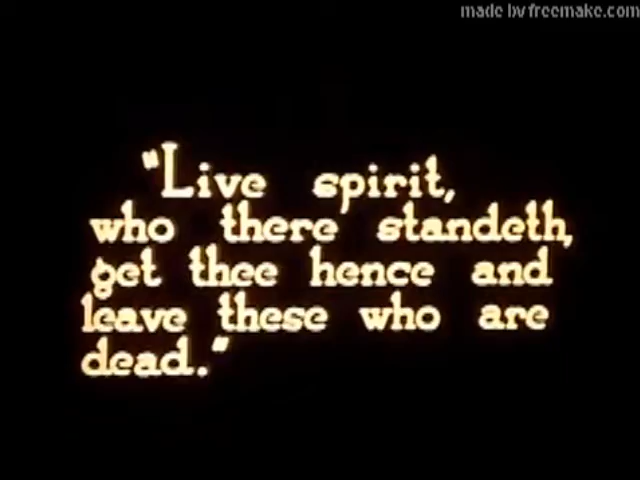 made by freemake.com
"Live spirit,
who there standeth,
get thee hence and
leave these who are
dead."